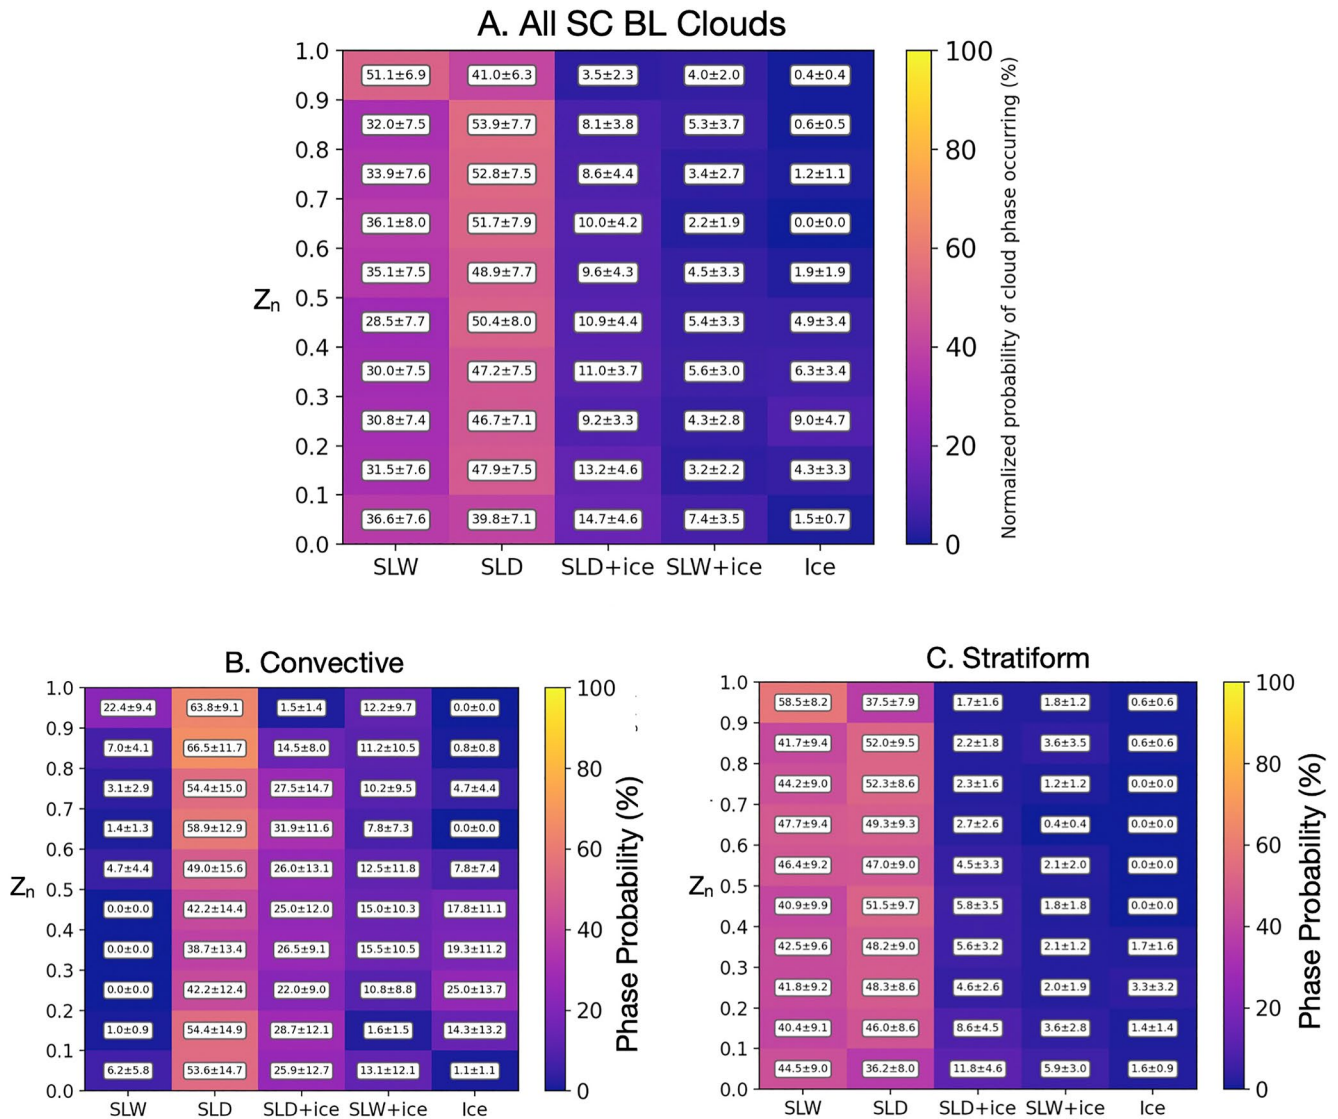 A. All SC BL Clouds
1.0
51.1±6.9 41.0±6.3 3.5±2.3 4.0±2.0 0.4±0.4
0.9
32.0±7.5 53.9±7.7 8.1±3.8 5.3±3.7 0.6±0.5
0.8
33.9±7.6 52.8±7.5 8.6±4.4 3.4±2.7 1.2±1.1
0.7
36.1±8.0 51.7±7.9 10.0±4.2 2.2±1.9 0.0±0.0
0.6
35.1±7.5 48.9±7.7 9.6±4.3 4.5±3.3 1.9±1.9
Zn 0.5
28.5±7.7 50.4±8.0 10.9±4.4 5.4±3.3 4.9±3.4
0.4
30.0±7.5 47.2±7.5 11.0±3.7 5.6±3.0 6.3±3.4
0.3
30.8±7.4 46.7±7.1 9.2±3.3 4.3±2.8 9.0±4.7
0.2
31.5±7.6 47.9±7.5 13.2±4.6 3.2±2.2 4.3±3.3
0.1
36.6±7.6 39.8±7.1 14.7±4.6 7.4±3.5 1.5±0.7
0.0
SLW SLD SLD+ice SLW+ice Ice
100
80
60
40
20
0
Normalized probability of cloud phase occurring (%)
B. Convective
1.0
22.4±9.4 63.8±9.1 1.5±1.4 12.2±9.7 0.0±0.0
0.9
7.0±4.1 66.5±11.7 14.5±8.0 11.2±10.5 0.8±0.8
0.8
3.1±2.9 54.4±15.0 27.5±14.7 10.2±9.5 4.7±4.4
0.7
1.4±1.3 58.9±12.9 31.9±11.6 7.8±7.3 0.0±0.0
0.6
4.7±4.4 49.0±15.6 26.0±13.1 12.5±11.8 7.8±7.4
Zn 0.5
0.0±0.0 42.2±14.4 25.0±12.0 15.0±10.3 17.8±11.1
0.4
0.0±0.0 38.7±13.4 26.5±9.1 15.5±10.5 19.3±11.2
0.3
0.0±0.0 42.2±12.4 22.0±9.0 10.8±8.8 25.0±13.7
0.2
1.0±0.9 54.4±14.9 28.7±12.1 1.6±1.5 14.3±13.2
0.1
6.2±5.8 53.6±14.7 25.9±12.7 13.1±12.1 1.1±1.1
0.0
SLW SLD SLD+ice SLW+ice Ice
100
80
60
40
20
0
Phase Probability (%)
C. Stratiform
1.0
58.5±8.2 37.5±7.9 1.7±1.6 1.8±1.2 0.6±0.6
0.9
41.7±9.4 52.0±9.5 2.2±1.8 3.6±3.5 0.6±0.6
0.8
44.2±9.0 52.3±8.6 2.3±1.6 1.2±1.2 0.0±0.0
0.7
47.7±9.4 49.3±9.3 2.7±2.6 0.4±0.4 0.0±0.0
0.6
46.4±9.2 47.0±9.0 4.5±3.3 2.1±2.0 0.0±0.0
Zn 0.5
40.9±9.9 51.5±9.7 5.8±3.5 1.8±1.8 0.0±0.0
0.4
42.5±9.6 48.2±9.0 5.6±3.2 2.1±1.2 1.7±1.6
0.3
41.8±9.2 48.3±8.6 4.6±2.6 2.0±1.9 3.3±3.2
0.2
40.4±9.1 46.0±8.6 8.6±4.5 3.6±2.8 1.4±1.4
0.1
44.5±9.0 36.2±8.0 11.8±4.6 5.9±3.0 1.6±0.9
0.0
SLW SLD SLD+ice SLW+ice Ice
100
80
60
40
20
0
Phase Probability (%)